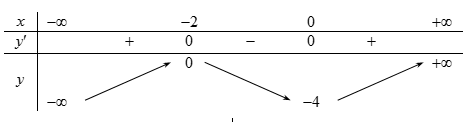 x −∞ −2 0 +∞
y′ + 0 − 0 +
0 +∞
y
−∞ −4